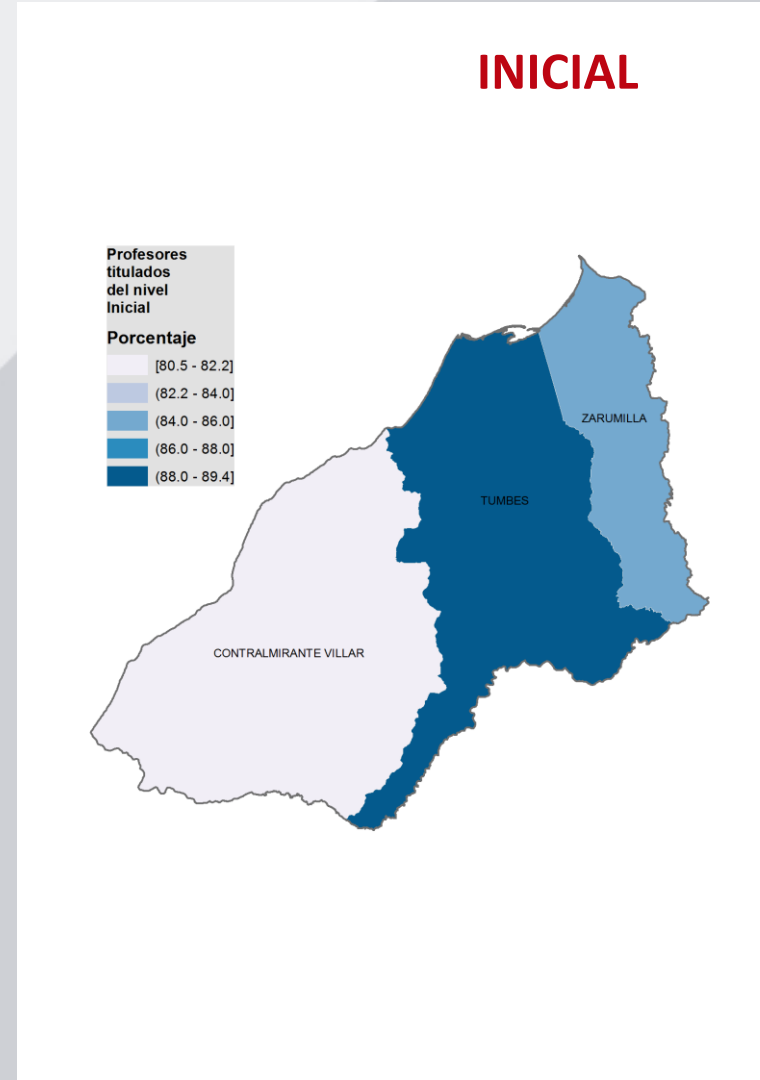 INICIAL
Profesores
titulados
del nivel
Inicial
Porcentaje
[80.5 - 82.2]
(82.2 - 84.0]
(84.0 - 86.0]
(86.0 - 88.0]
(88.0 - 89.4]
ZARUMILLA
TUMBES
CONTRALMIRANTE VILLAR